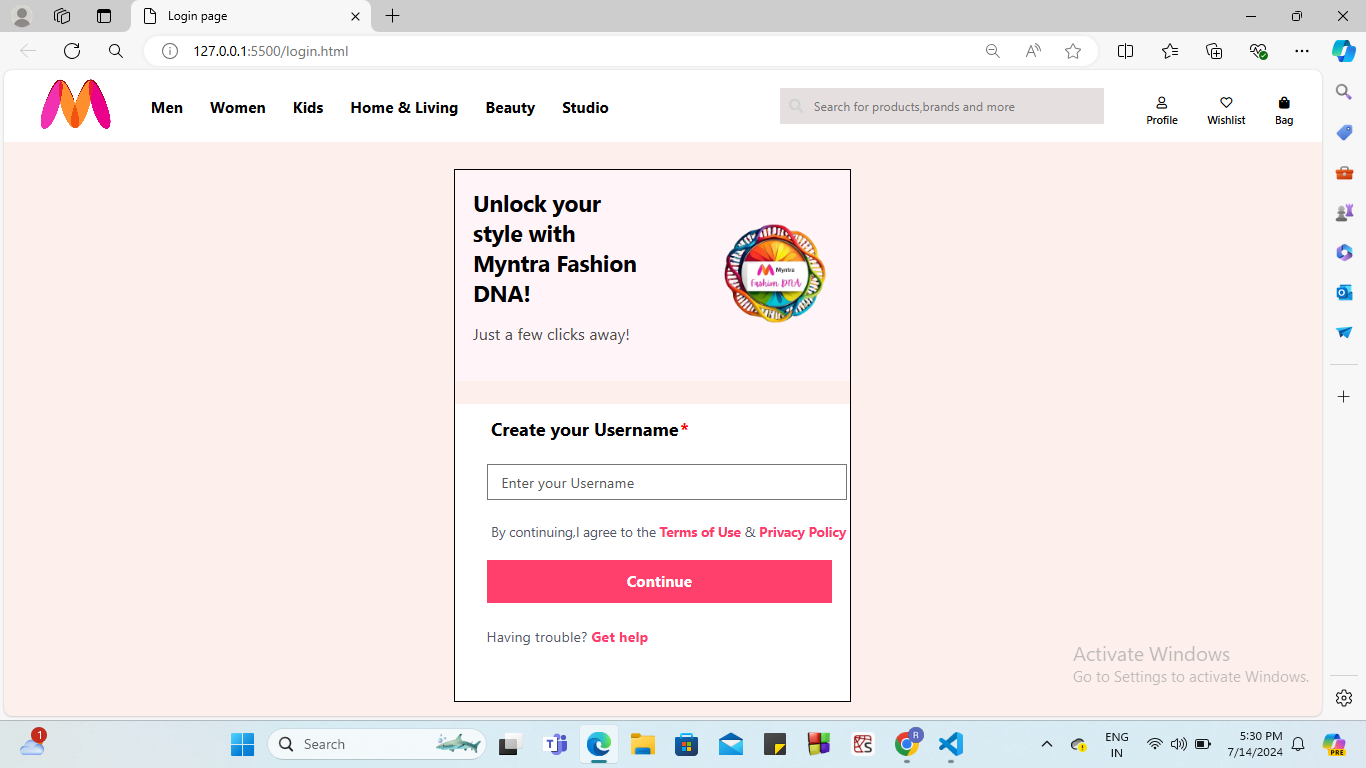 Login page
127.0.0.1:5500/login.html
Men Women Kids Home & Living Beauty Studio
Search for products,brands and more
Profile Wishlist Bag
Unlock your
style with
Myntra Fashion
DNA!
Just a few clicks away!
Myntra
Fashion DNA
Create your Username*
Enter your Username
By continuing,I agree to the Terms of Use & Privacy Policy
Continue
Having trouble? Get help
Activate Windows
Go to Settings to activate Windows.
1
Search
R
ENG
IN
5:30 PM
7/14/2024
PRE